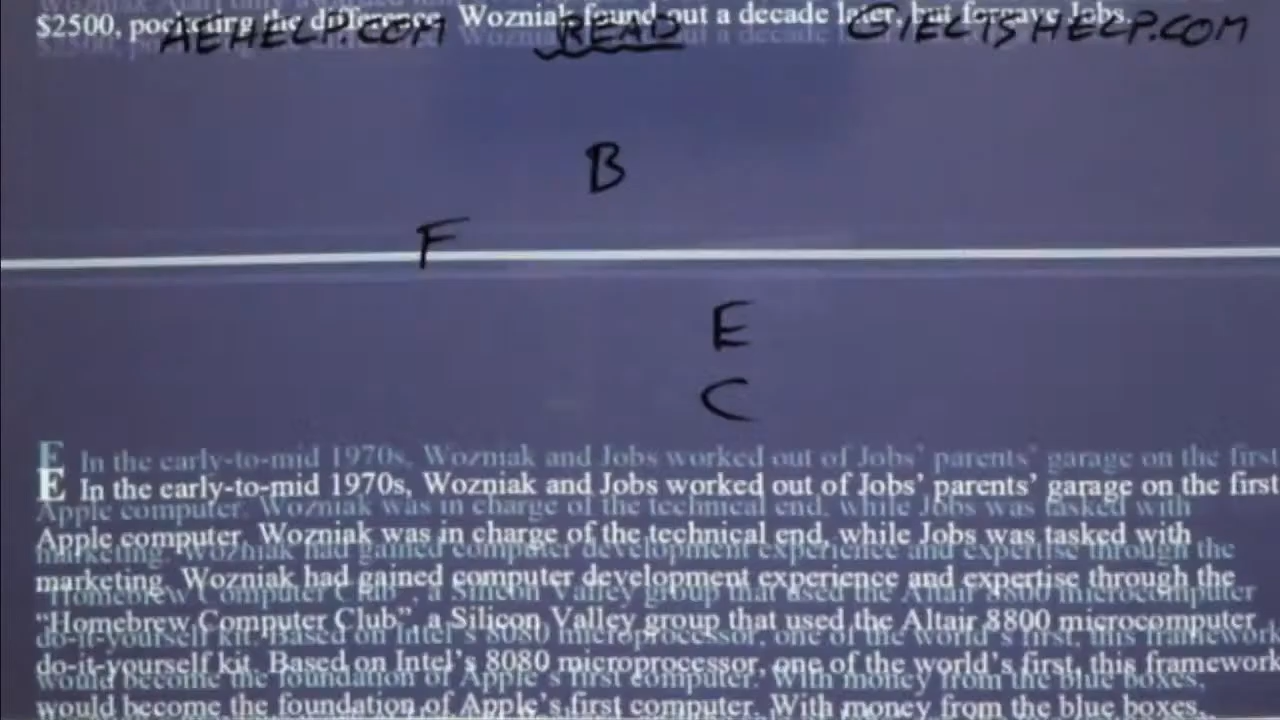 $2500, pocketing the difference. Wozniak found out a decade later, but forgave Jobs.
AEHELP.COM READ GIELTSHELP.COM
B
F
E
C
E In the early-to-mid 1970s, Wozniak and Jobs worked out of Jobs' parents' garage on the first
Apple computer. Wozniak was in charge of the technical end, while Jobs was tasked with
marketing. Wozniak had gained computer development experience and expertise through the
"Homebrew Computer Club", a Silicon Valley group that used the Altair 8800 microcomputer
do-it-yourself kit. Based on Intel's 8080 microprocessor, one of the world's first, this framework
would become the foundation of Apple's first computer. With money from the blue boxes,